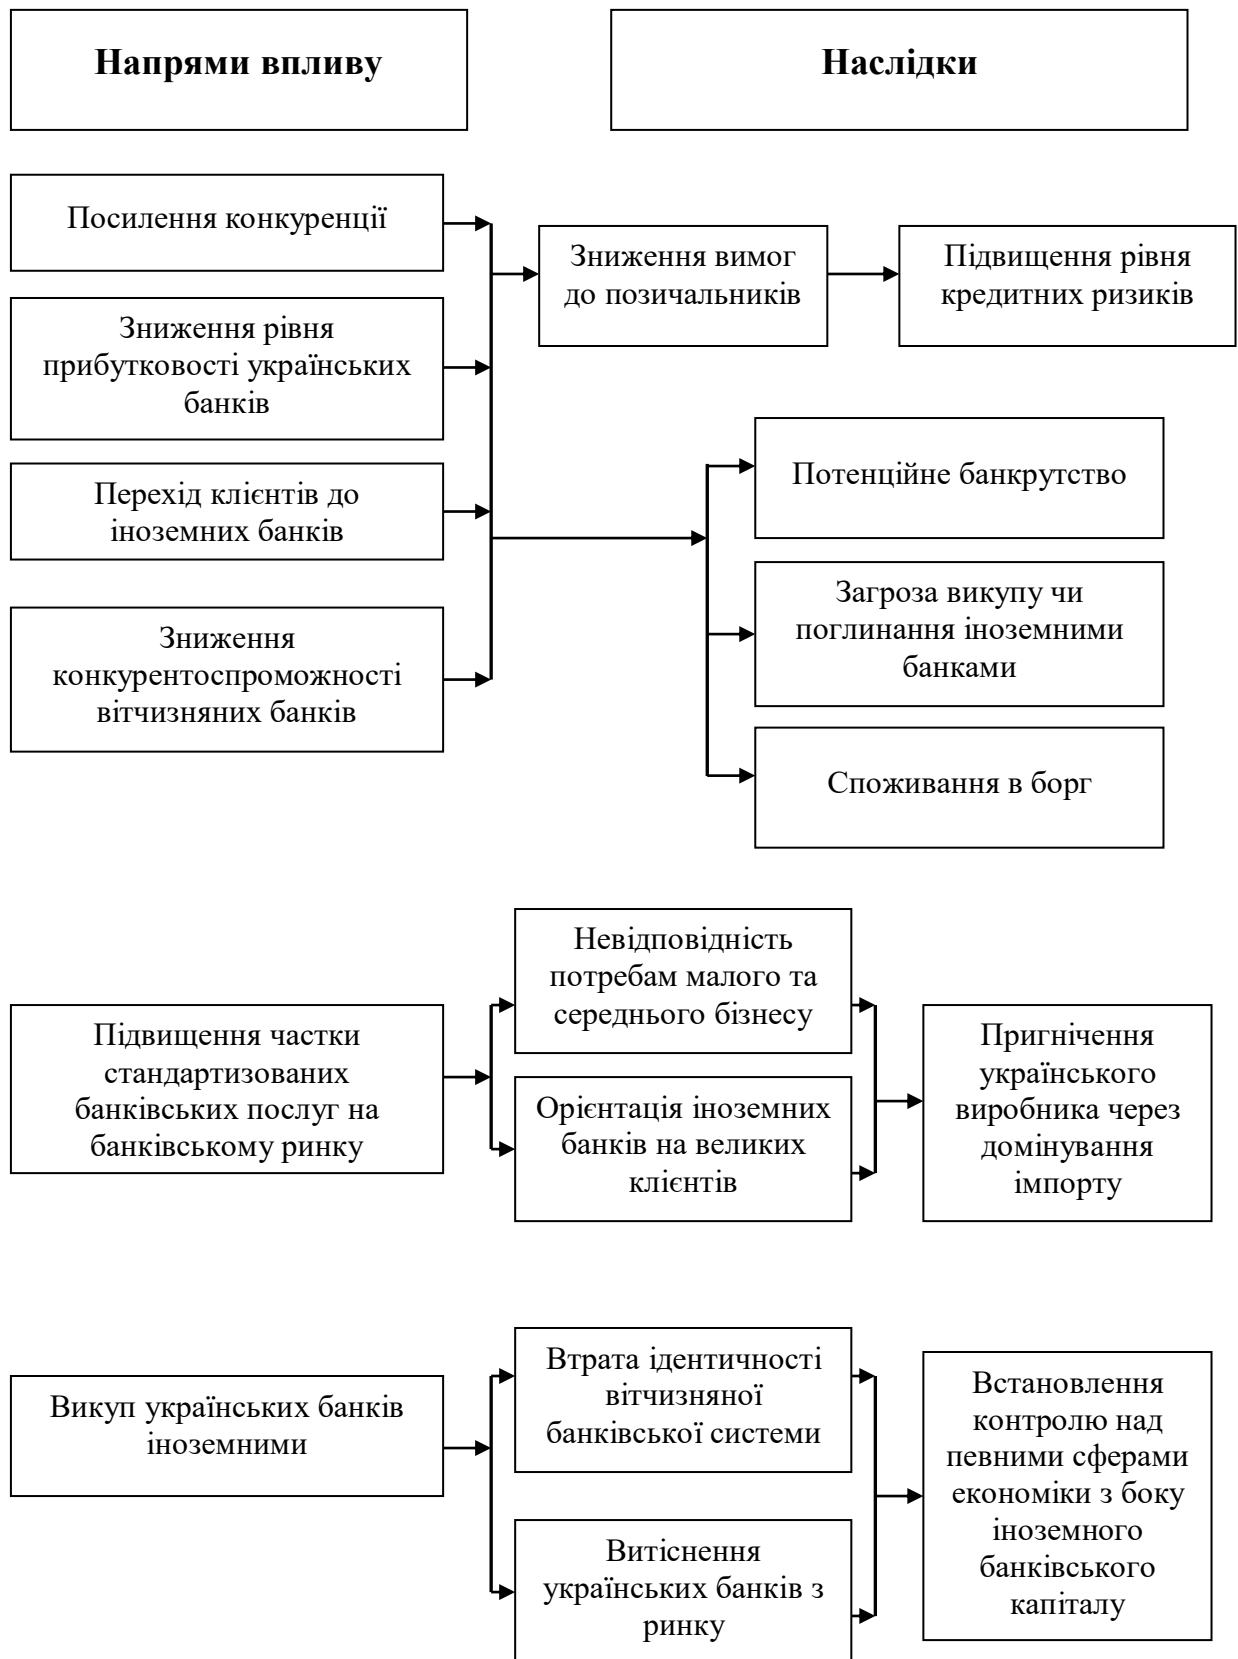 Напрями впливу
Наслідки
Посилення конкуренції
Зниження рівня
прибутковості українських
банків
Перехід клієнтів до
іноземних банків
Зниження
конкурентоспроможності
вітчизняних банків
Зниження вимог
до позичальників
Підвищення рівня
кредитних ризиків
Потенційне банкрутство
Загроза викупу чи
поглинання іноземними
банками
Споживання в борг
Підвищення частки
стандартизованих
банківських послуг на
банківському ринку
Невідповідність
потребам малого та
середнього бізнесу
Орієнтація іноземних
банків на великих
клієнтів
Пригнічення
українського
виробника через
домінування
імпорту
Викуп українських банків
іноземними
Втрата ідентичності
вітчизняної
банківської системи
Витіснення
українських банків з
ринку
Встановлення
контролю над
певними сферами
економіки з боку
іноземного
банківського
капіталу